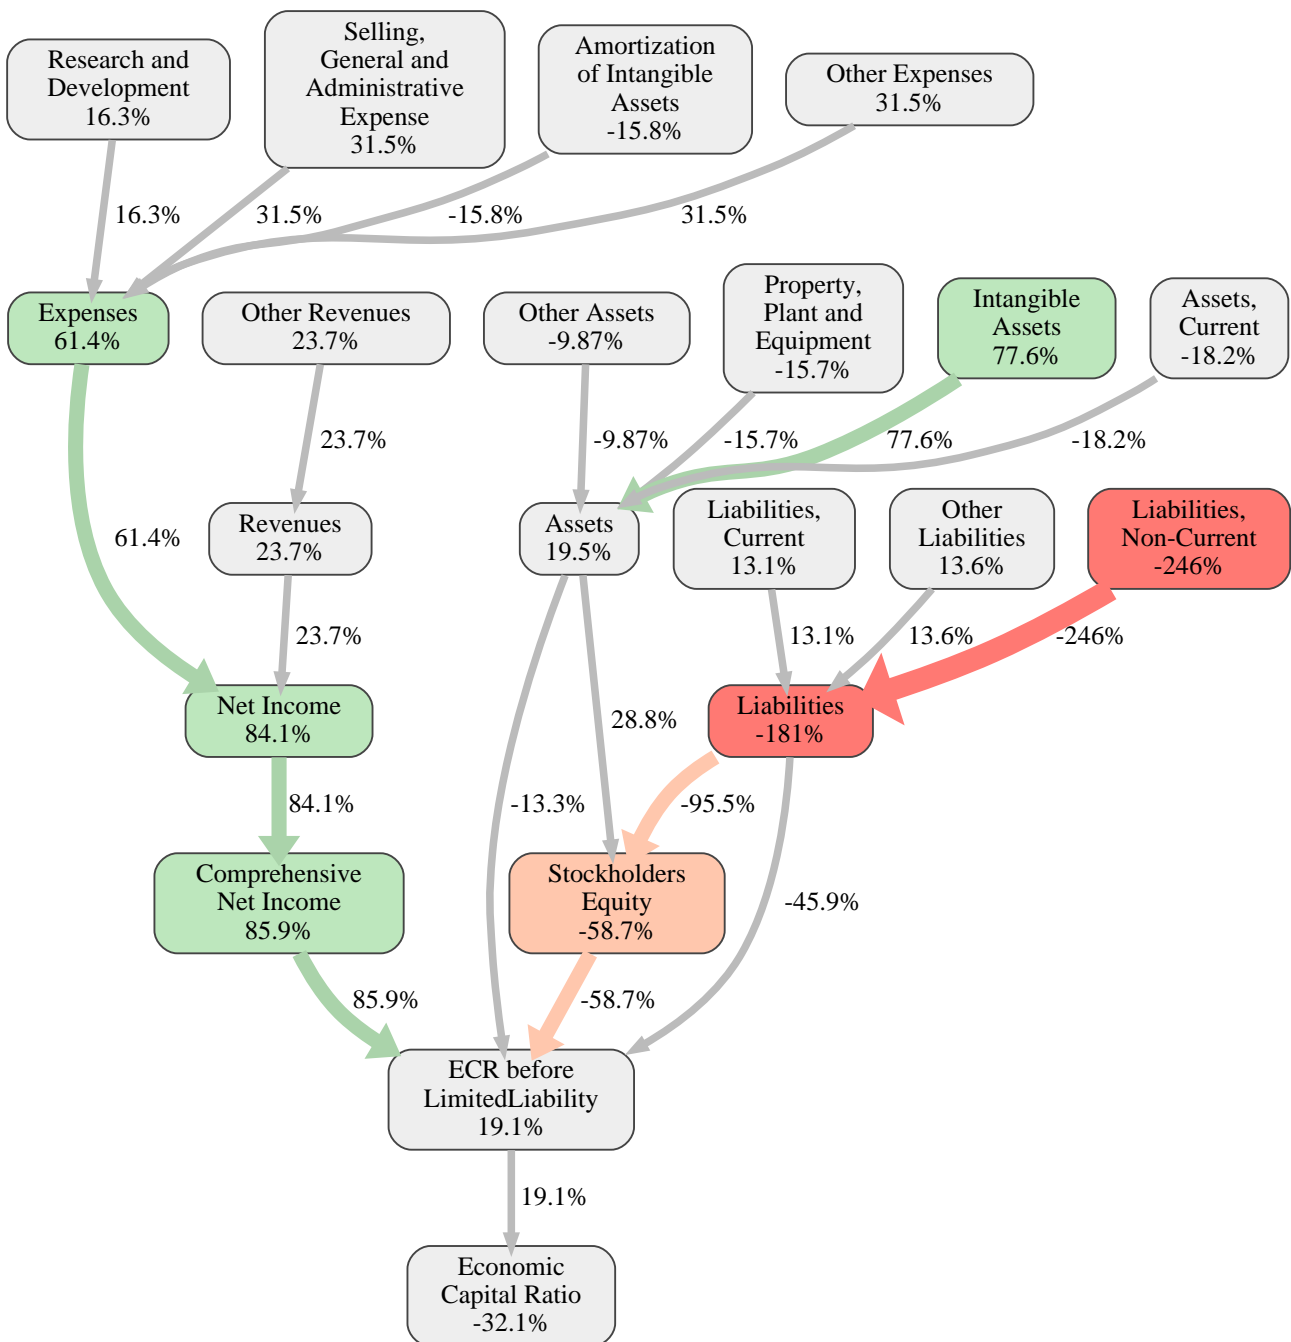 Research and
Development
16.3%
Selling,
General and
Administrative
Expense
31.5%
Amortization
of Intangible
Assets
-15.8%
Other Expenses
31.5%
16.3%
31.5%
-15.8%
31.5%
Expenses
61.4%
Other Revenues
23.7%
Other Assets
-9.87%
Property,
Plant and
Equipment
-15.7%
Intangible
Assets
77.6%
Assets,
Current
-18.2%
23.7%
-9.87%
-15.7%
77.6%
-18.2%
61.4%
Revenues
23.7%
Assets
19.5%
Liabilities,
Current
13.1%
Other
Liabilities
13.6%
Liabilities,
Non-Current
-246%
23.7%
13.1%
13.6%
-246%
Net Income
84.1%
28.8%
Liabilities
-181%
84.1%
-13.3%
-95.5%
Comprehensive
Net Income
85.9%
Stockholders
Equity
-58.7%
-45.9%
85.9%
-58.7%
ECR before
LimitedLiability
19.1%
19.1%
Economic
Capital Ratio
-32.1%